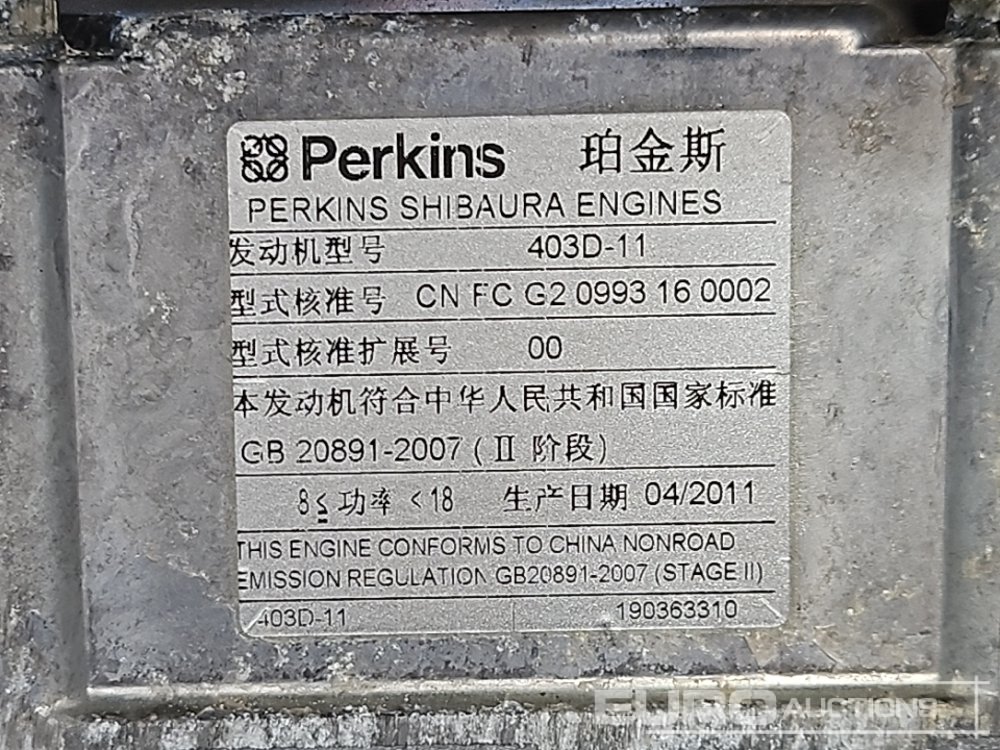 Perkins 珀金斯
PERKINS SHIBAURA ENGINES
发动机型号 403D-11
型式核准号 CN FC G2 0993 16 0002
型式核准扩展号 00
本发动机符合中华人民共和国国家标准
GB 20891-2007 (II 阶段)
8≤功率<18 生产日期 04/2011
THIS ENGINE CONFORMS TO CHINA NONROAD
EMISSION REGULATION GB20891-2007 (STAGE II)
403D-11 190363310
EURO AUCTIONS